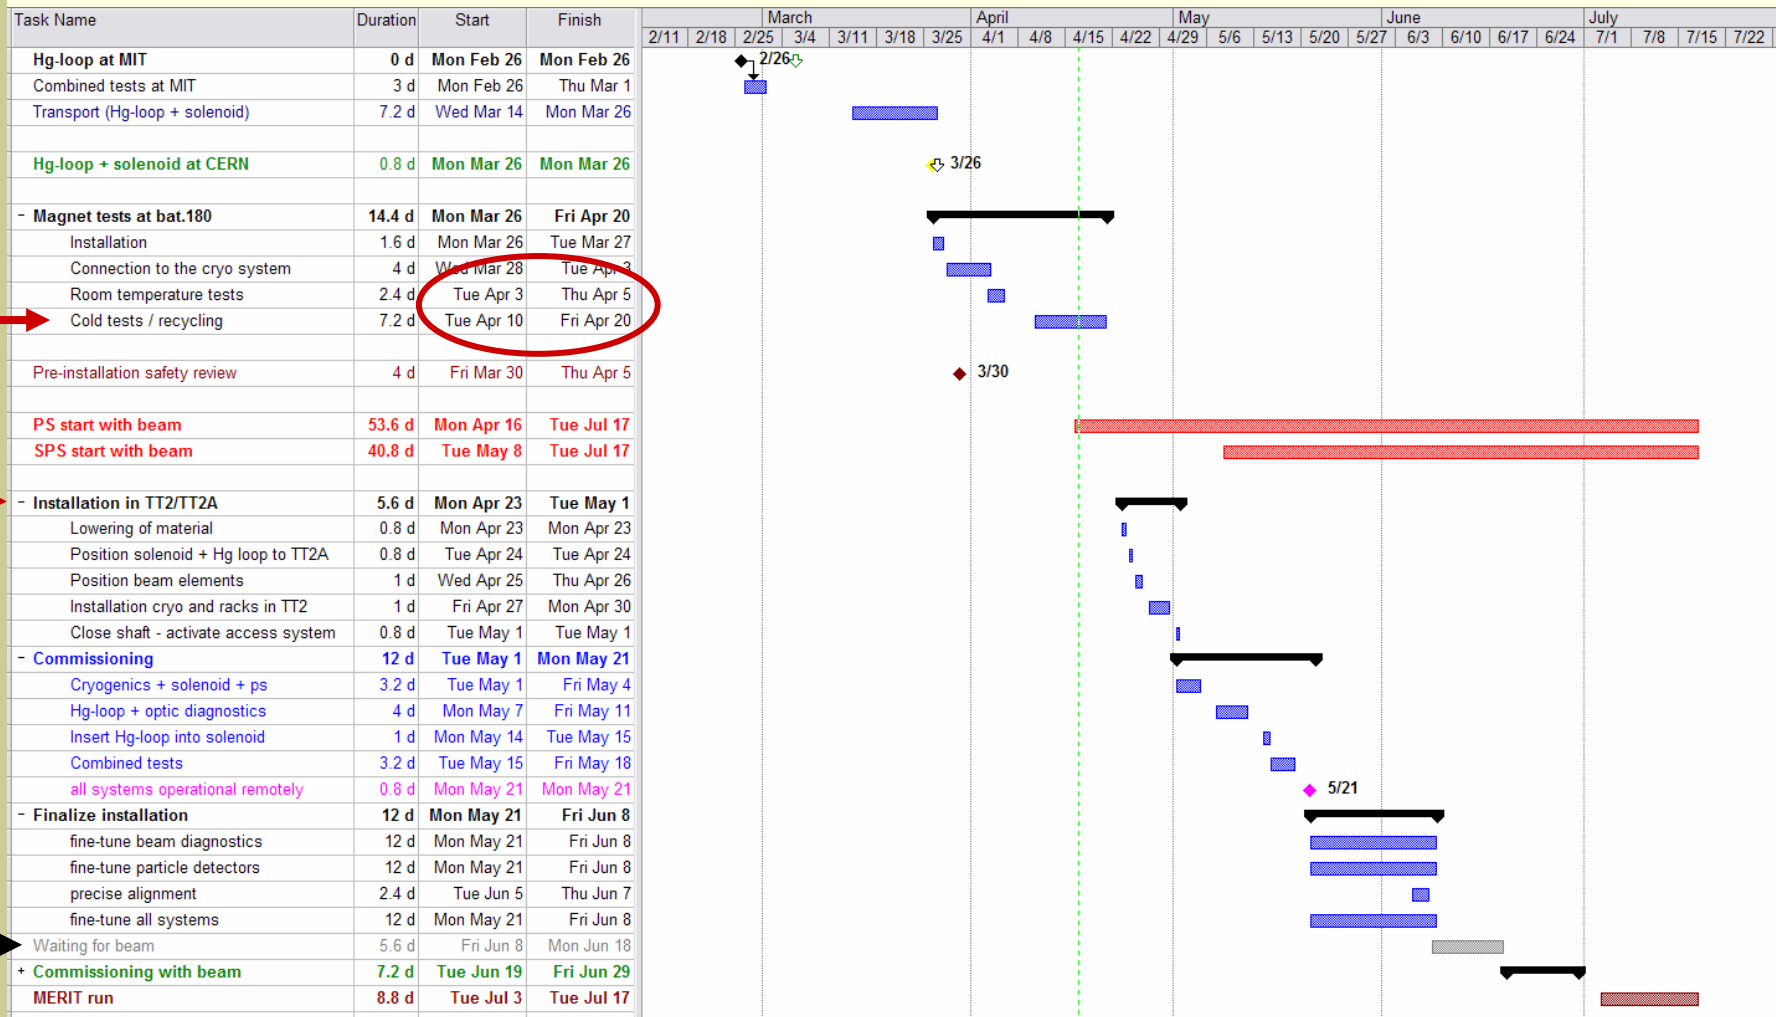 Task Name Duration Start Finish March April May June July
2/11 2/18 2/25 3/4 3/11 3/18 3/25 4/1 4/8 4/15 4/22 4/29 5/6 5/13 5/20 5/27 6/3 6/10 6/17 6/24 7/1 7/8 7/15 7/22
Hg-loop at MIT 0 d Mon Feb 26 Mon Feb 26 2/26
Combined tests at MIT 3 d Mon Feb 26 Thu Mar 1
Transport (Hg-loop + solenoid) 7.2 d Wed Mar 14 Mon Mar 26
Hg-loop + solenoid at CERN 0.8 d Mon Mar 26 Mon Mar 26 3/26
- Magnet tests at bat.180 14.4 d Mon Mar 26 Fri Apr 20
Installation 1.6 d Mon Mar 26 Tue Mar 27
Connection to the cryo system 4 d Wed Mar 28 Tue Apr 3
Room temperature tests 2.4 d Tue Apr 3 Thu Apr 5
Cold tests / recycling 7.2 d Tue Apr 10 Fri Apr 20
Pre-installation safety review 4 d Fri Mar 30 Thu Apr 5 3/30
PS start with beam 53.6 d Mon Apr 16 Tue Jul 17
SPS start with beam 40.8 d Tue May 8 Tue Jul 17
- Installation in TT2/TT2A 5.6 d Mon Apr 23 Tue May 1
Lowering of material 0.8 d Mon Apr 23 Mon Apr 23
Position solenoid + Hg loop to TT2A 0.8 d Tue Apr 24 Tue Apr 24
Position beam elements 1 d Wed Apr 25 Thu Apr 26
Installation cryo and racks in TT2 1 d Fri Apr 27 Mon Apr 30
Close shaft - activate access system 0.8 d Tue May 1 Tue May 1
- Commissioning 12 d Tue May 1 Mon May 21
Cryogenics + solenoid + ps 3.2 d Tue May 1 Fri May 4
Hg-loop + optic diagnostics 4 d Mon May 7 Fri May 11
Insert Hg-loop into solenoid 1 d Mon May 14 Tue May 15
Combined tests 3.2 d Tue May 15 Fri May 18
all systems operational remotely 0.8 d Mon May 21 Mon May 21 5/21
- Finalize installation 12 d Mon May 21 Fri Jun 8
fine-tune beam diagnostics 12 d Mon May 21 Fri Jun 8
fine-tune particle detectors 12 d Mon May 21 Fri Jun 8
precise alignment 2.4 d Tue Jun 5 Thu Jun 7
fine-tune all systems 12 d Mon May 21 Fri Jun 8
Waiting for beam 5.6 d Fri Jun 8 Mon Jun 18
+ Commissioning with beam 7.2 d Tue Jun 19 Fri Jun 29
MERIT run 8.8 d Tue Jul 3 Tue Jul 17